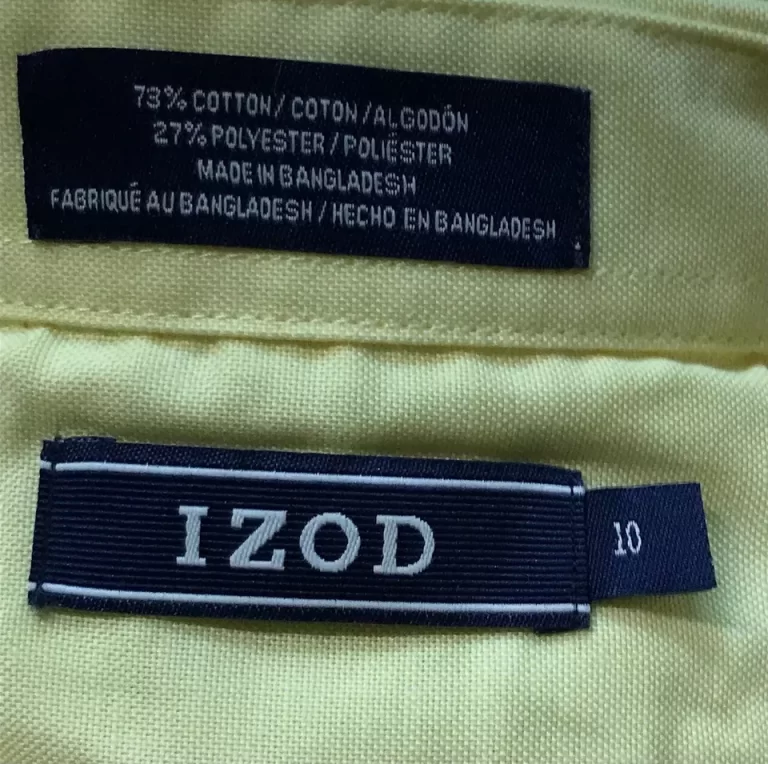 73% COTTON / COTON / ALGODÓN
27% POLYESTER / POLIÉSTER
MADE IN BANGLADESH
FABRIQUÉ AU BANGLADESH / HECHO EN BANGLADESH
IZOD
10